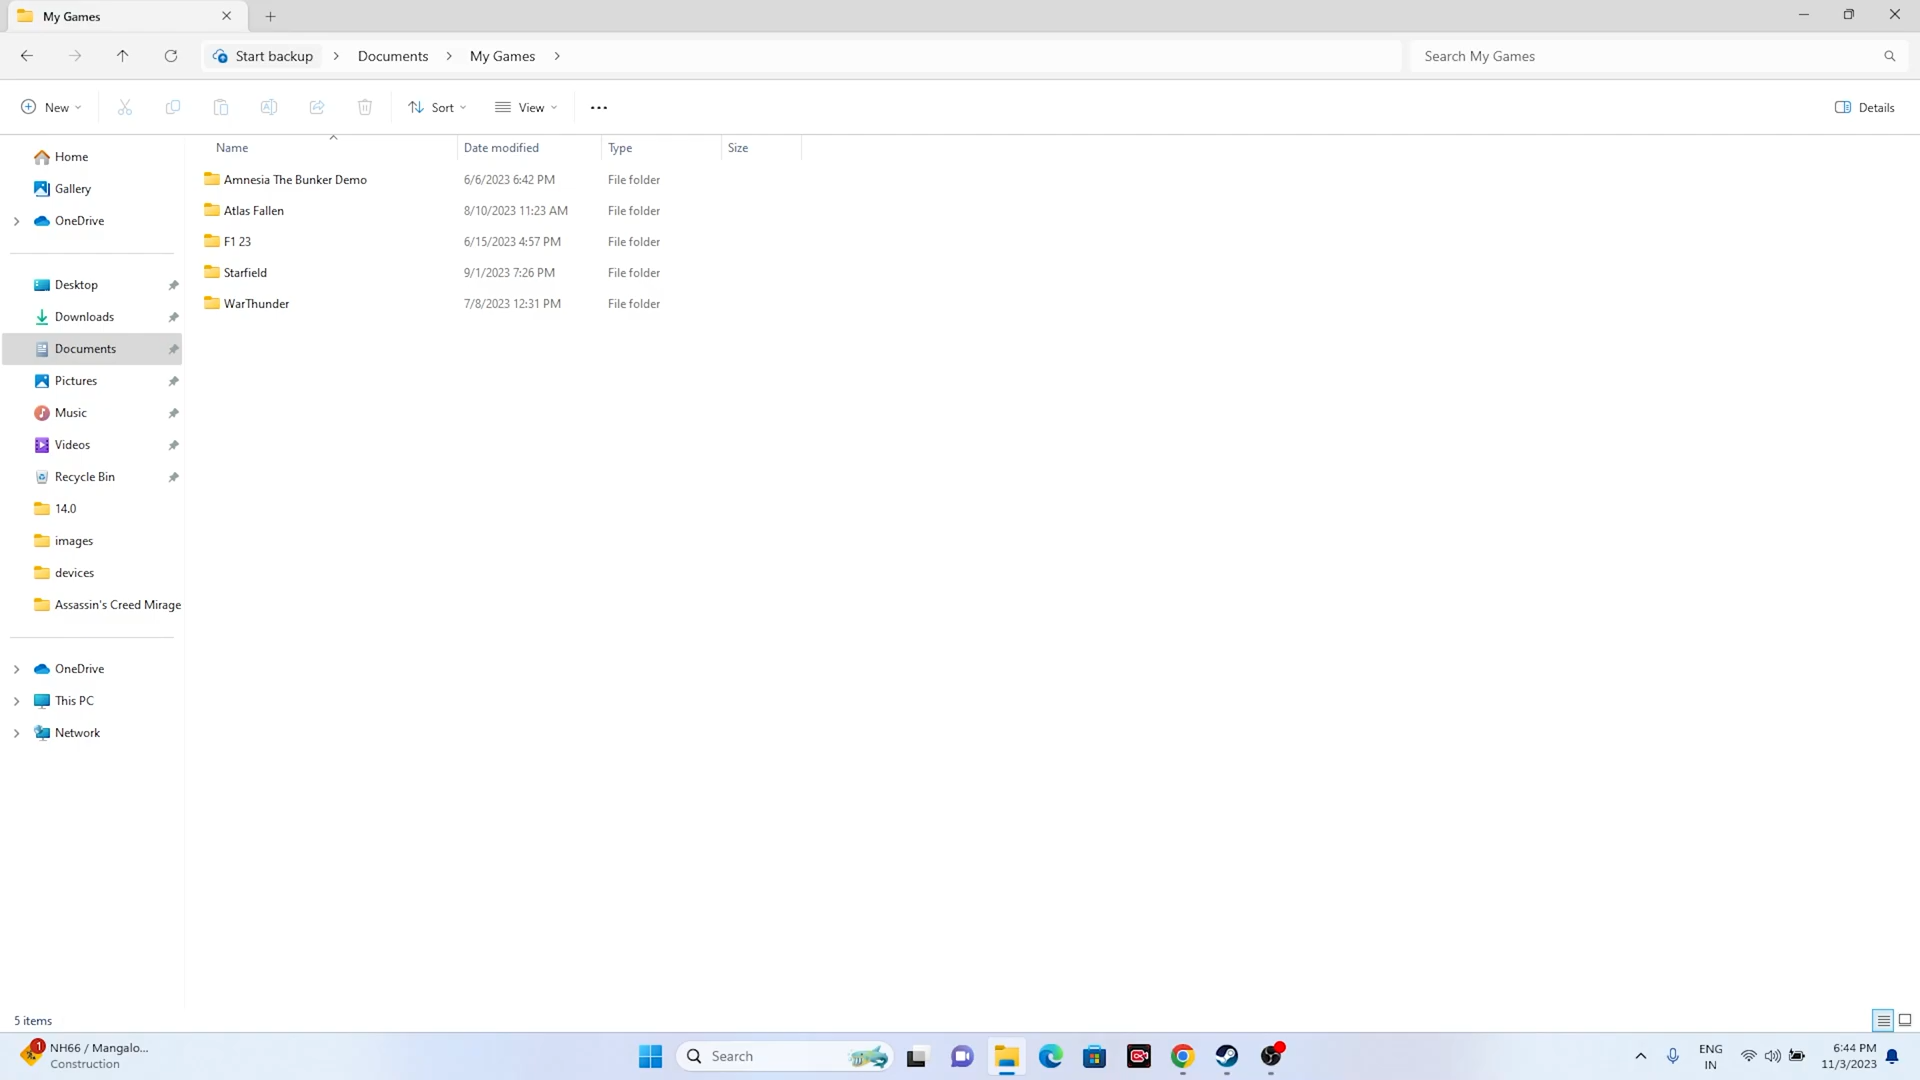 My Games
Start backup > Documents > My Games >
Search My Games
New
Sort
View
Details
Name Date modified Type Size
Amnesia The Bunker Demo 6/6/2023 6:42 PM File folder
Atlas Fallen 8/10/2023 11:23 AM File folder
F1 23 6/15/2023 4:57 PM File folder
Starfield 9/1/2023 7:26 PM File folder
WarThunder 7/8/2023 12:31 PM File folder
Home
Gallery
OneDrive
Desktop
Downloads
Documents
Pictures
Music
Videos
Recycle Bin
14.0
images
devices
Assassin's Creed Mirage
OneDrive
This PC
Network
5 items
1
NH66 / Mangalo...
Construction
Search
ENG
IN
6:44 PM
11/3/2023